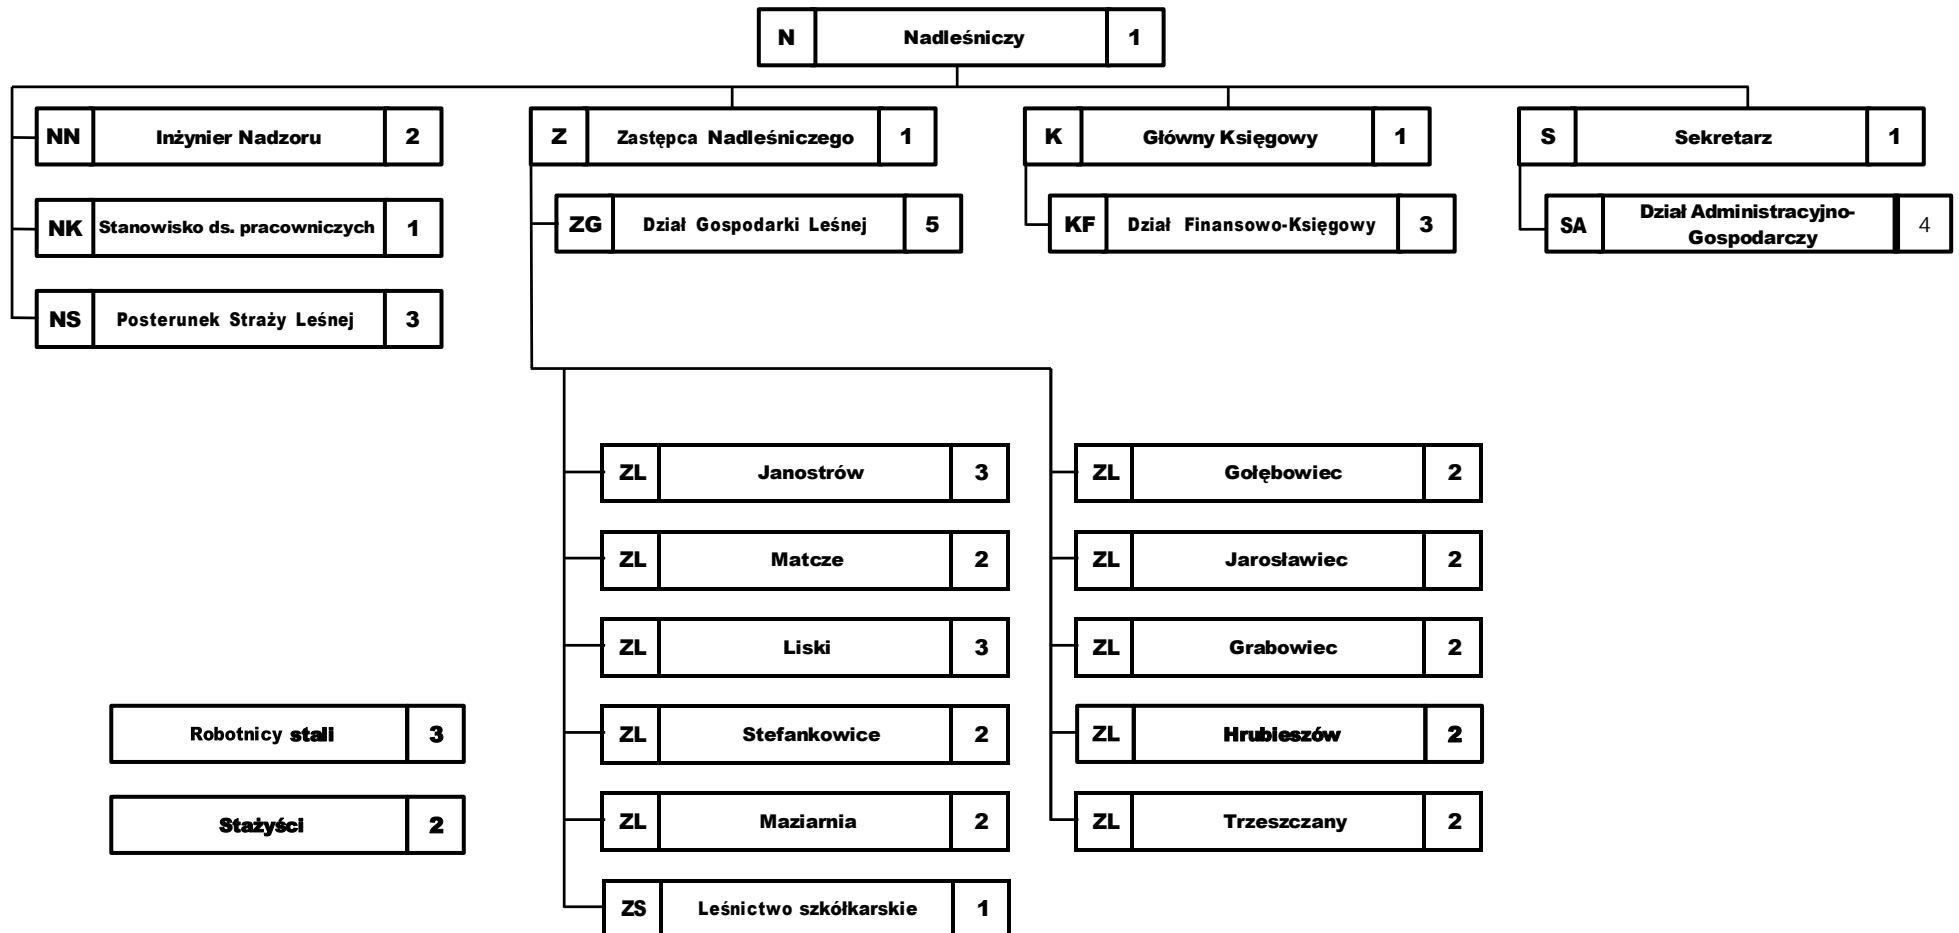 N Nadleśniczy 1
NN Inżynier Nadzoru 2
Z Zastępca Nadleśniczego 1
K Główny Księgowy 1
S Sekretarz 1
NK Stanowisko ds. pracowniczych 1
ZG Dział Gospodarki Leśnej 5
KF Dział Finansowo-Księgowy 3
SA Dział Administracyjno-
Gospodarczy 4
NS Posterunek Straży Leśnej 3
ZL Janostrów 3
ZL Gołębowiec 2
ZL Matcze 2
ZL Jarosławiec 2
ZL Liski 3
ZL Grabowiec 2
Robotnicy stali 3
ZL Stefankowice 2
ZL Hrubieszów 2
Stażyści 2
ZL Maziarnia 2
ZL Trzeszczany 2
ZS Leśnictwo szkółkarskie 1